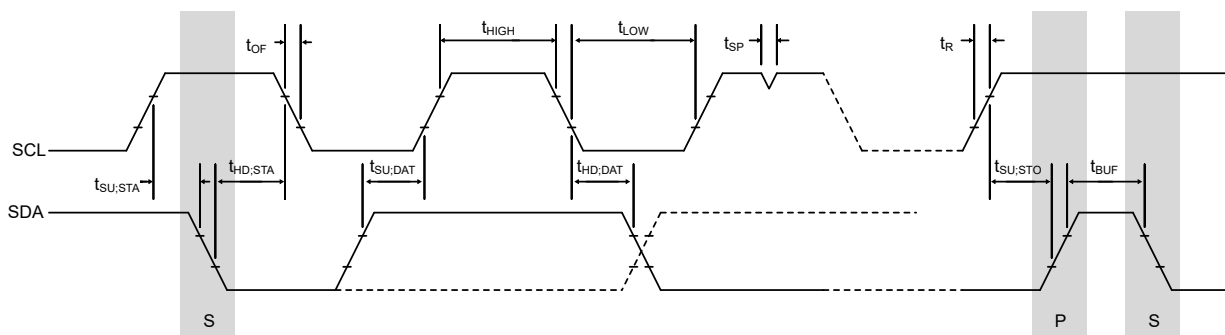 tOF
tHIGH
tLOW
tSP
tR
SCL
tSU;STA
tHD;STA
tSU;DAT
tHD;DAT
tSU;STO
tBUF
SDA
S
P
S